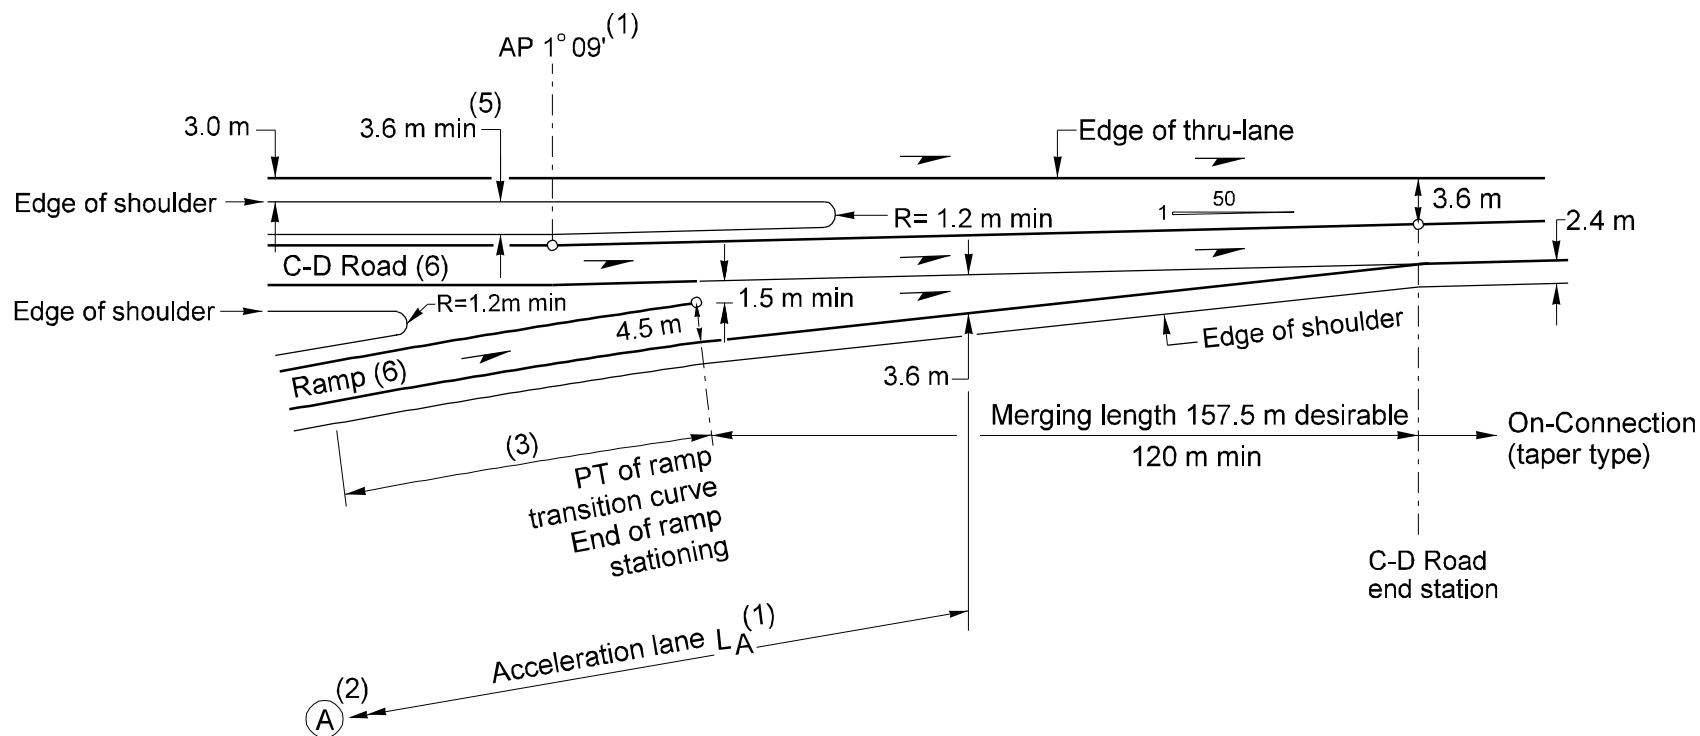 AP 1° 09' (1)
3.0 m
3.6 m min (5)
Edge of thru-lane
Edge of shoulder
R= 1.2 m min
1
50
3.6 m
2.4 m
C-D Road (6)
R=1.2m min
Edge of shoulder
1.5 m min
4.5 m
Edge of shoulder
Ramp (6)
3.6 m
Merging length 157.5 m desirable
120 m min
On-Connection
(taper type)
(3)
PT of ramp
transition curve
End of ramp
stationing
C-D Road
end station
Acceleration lane LA (1)
A (2)